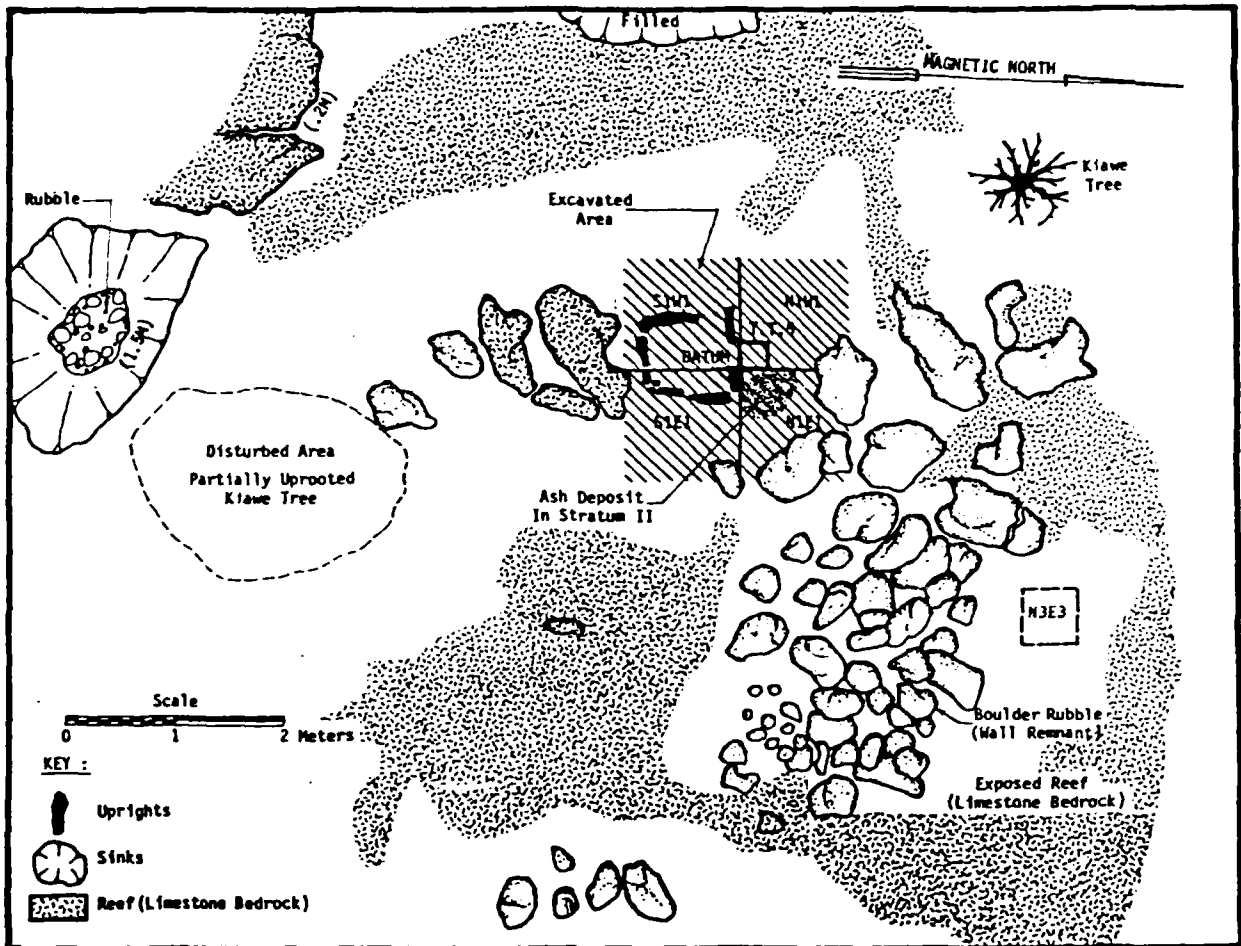 Filled
MAGNETIC NORTH
(.2M)
Kiawe
Tree
Rubble
Excavated
Area
S1W1
N1W1
DATUM
(1.5M)
S1E1
N1E1
Disturbed Area
Partially Uprooted
Kiawe Tree
Ash Deposit
In Stratum II
N3E3
Scale
0 1 2 Meters
Boulder Rubble
(Wall Remnant)
KEY :
Exposed Reef
(Limestone Bedrock)
Uprights
Sinks
Reef(Limestone Bedrock)